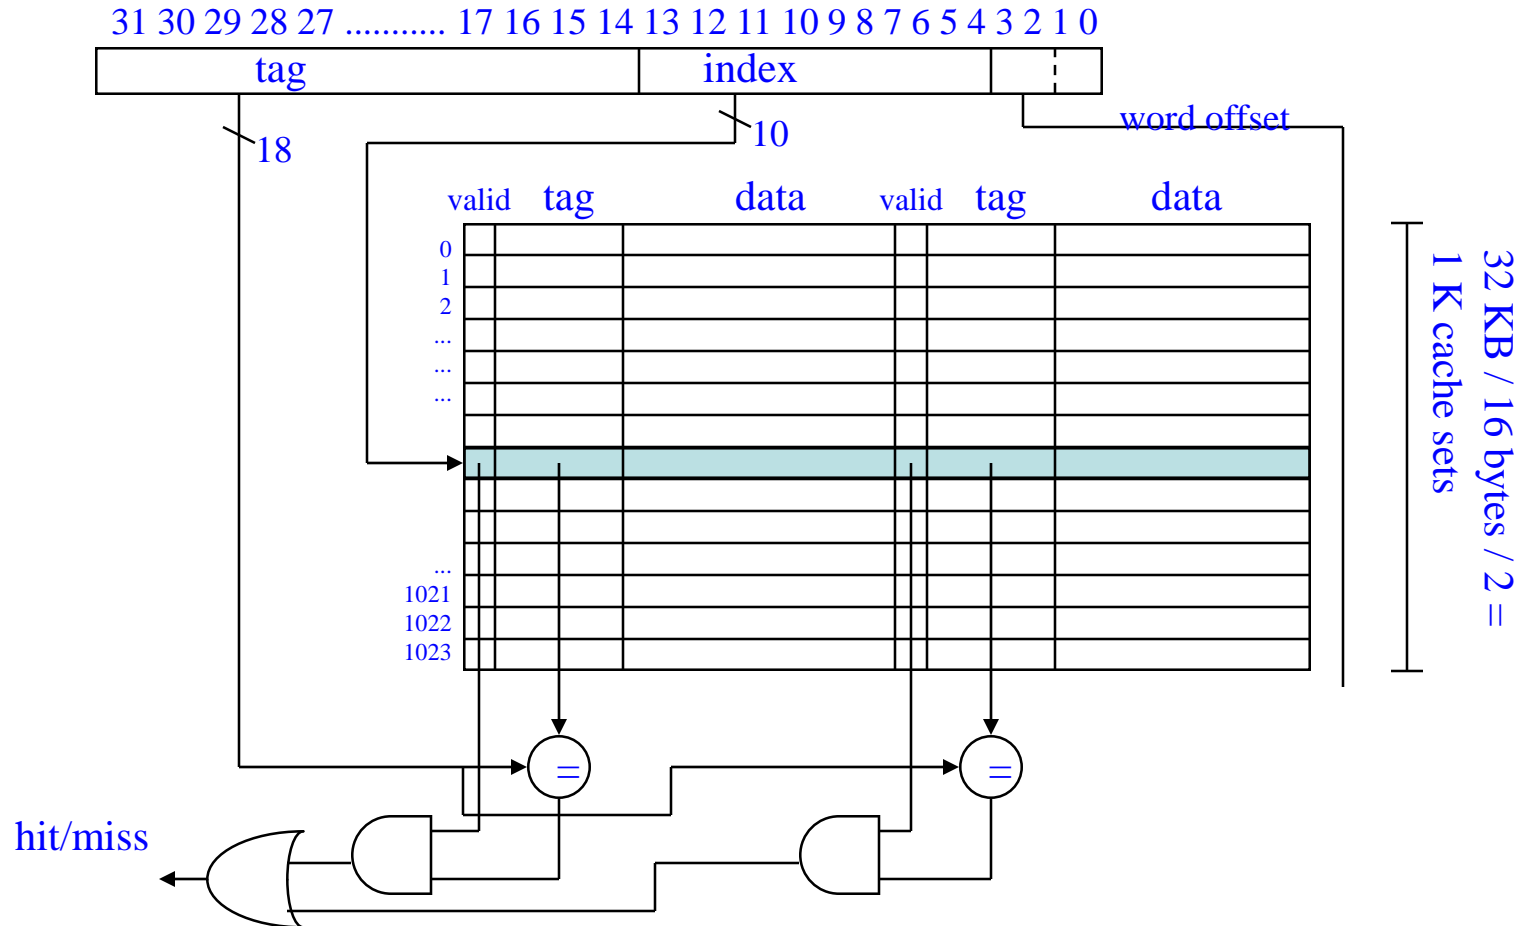 31 30 29 28 27 ........... 17 16 15 14 13 12 11 10 9 8 7 6 5 4 3 2 1 0
tag index
word offset
18 10
valid tag data valid tag data
0
1
2
...
...
...
...
1021
1022
1023
32 KB / 16 bytes / 2 =
1 K cache sets
= =
hit/miss